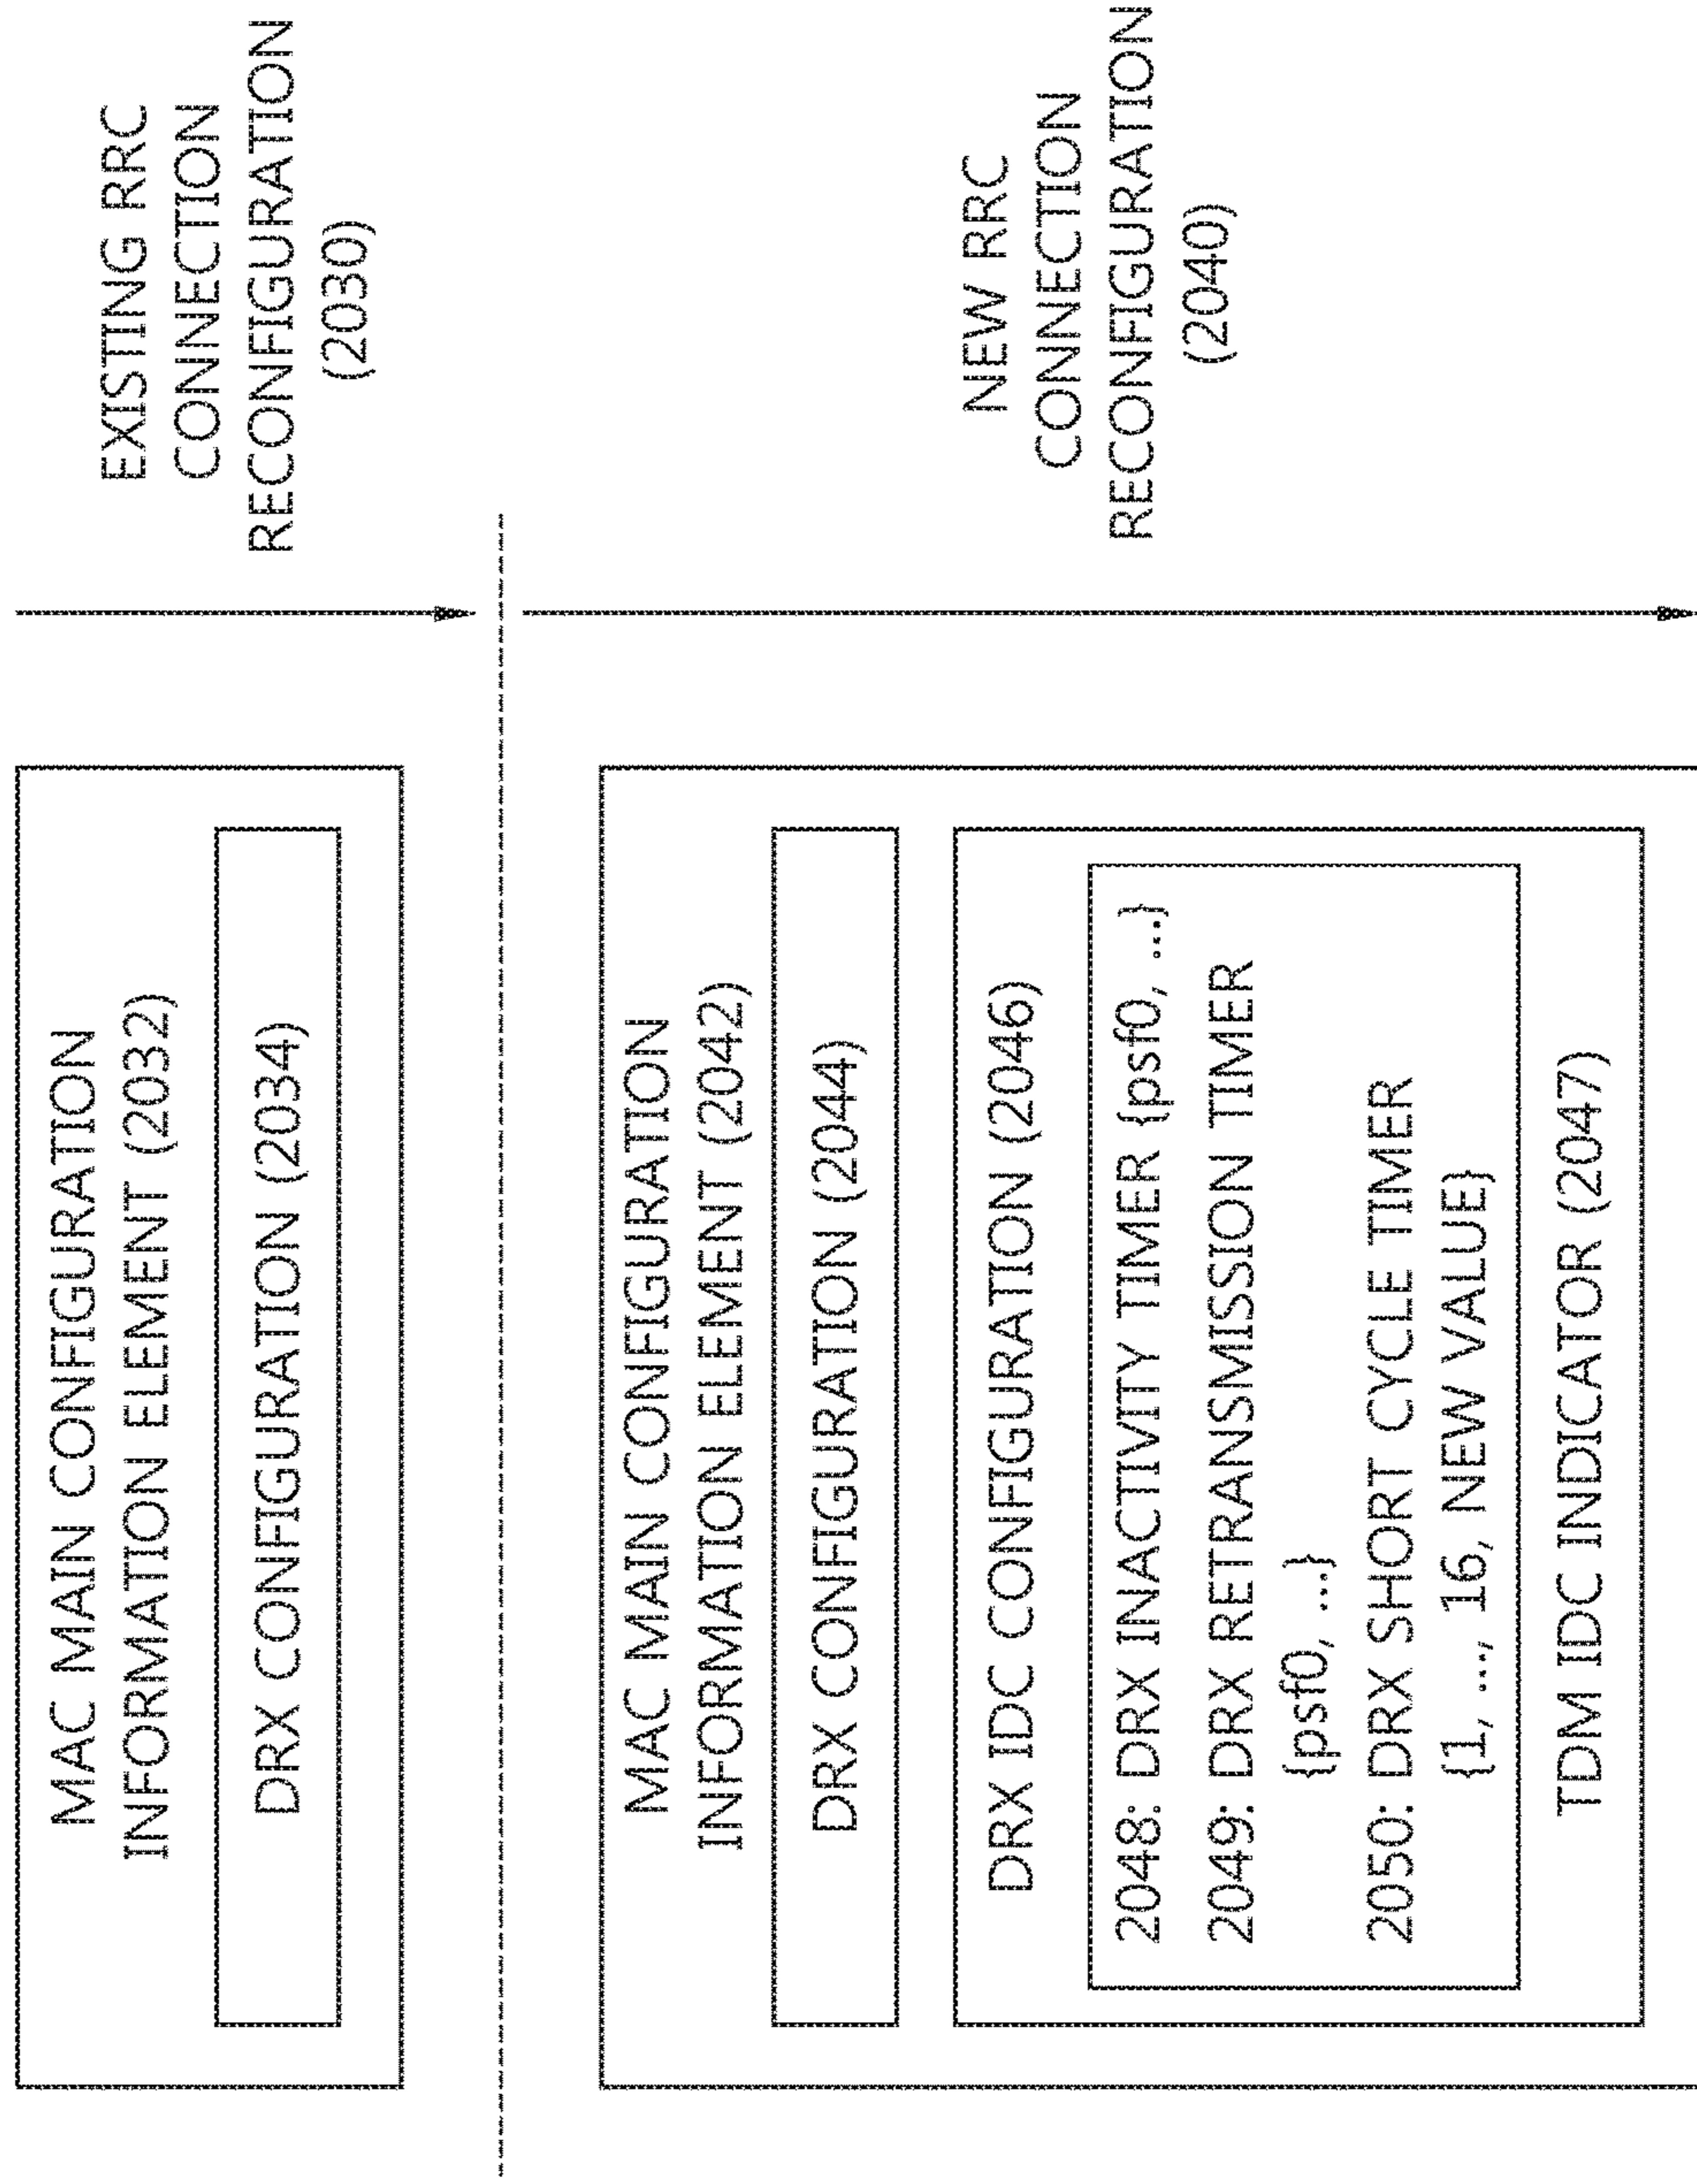 MAC MAIN CONFIGURATION
INFORMATION ELEMENT (2032)
DRX CONFIGURATION (2034)
EXISTING RRC
CONNECTION
RECONFIGURATION
(2030)
MAC MAIN CONFIGURATION
INFORMATION ELEMENT (2042)
DRX CONFIGURATION (2044)
DRX IDC CONFIGURATION (2046)
2048: DRX INACTIVITY TIMER {psf0, ...}
2049: DRX RETRANSMISSION TIMER
{psf0, ...}
2050: DRX SHORT CYCLE TIMER
{1, ..., 16, NEW VALUE}
TDM IDC INDICATOR (2047)
NEW RRC
CONNECTION
RECONFIGURATION
(2040)